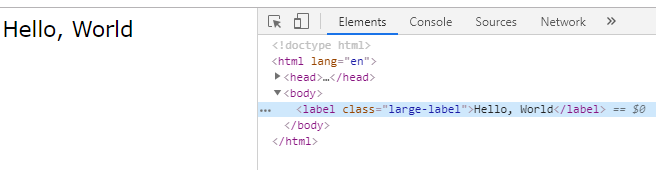 Hello, World
Elements Console Sources Network »
<!doctype html>
<html lang="en">
<head>…</head>
<body>
… <label class="large-label">Hello, World</label> == $0
</body>
</html>